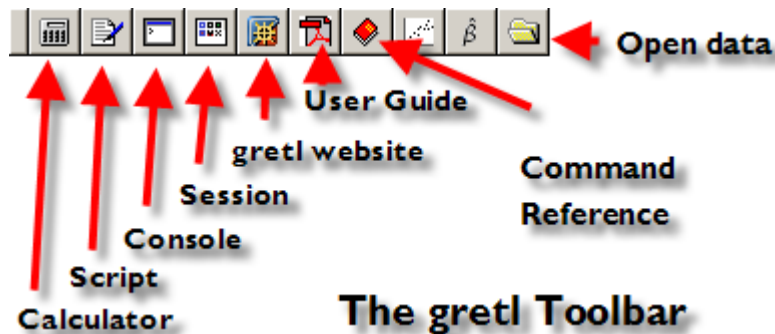 β̂
Open data
User Guide
gretl website
Command
Reference
Session
Console
Script
Calculator
The gretl Toolbar